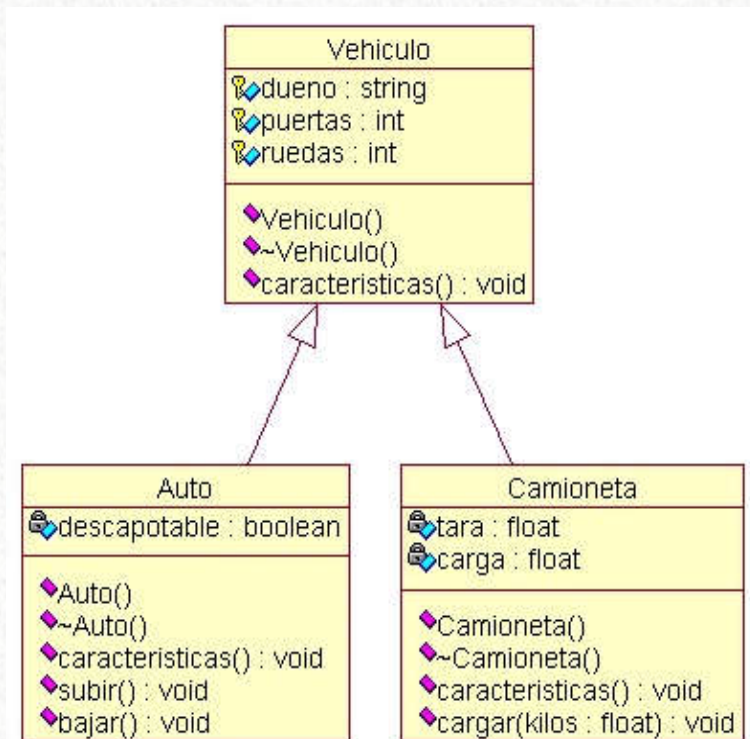 Vehiculo
dueno : string
puertas : int
ruedas : int
Vehiculo()
~Vehiculo()
caracteristicas() : void
Auto
descapotable : boolean
Auto()
~Auto()
caracteristicas() : void
subir() : void
bajar() : void
Camioneta
tara : float
carga : float
Camioneta()
~Camioneta()
caracteristicas() : void
cargar(kilos : float) : void